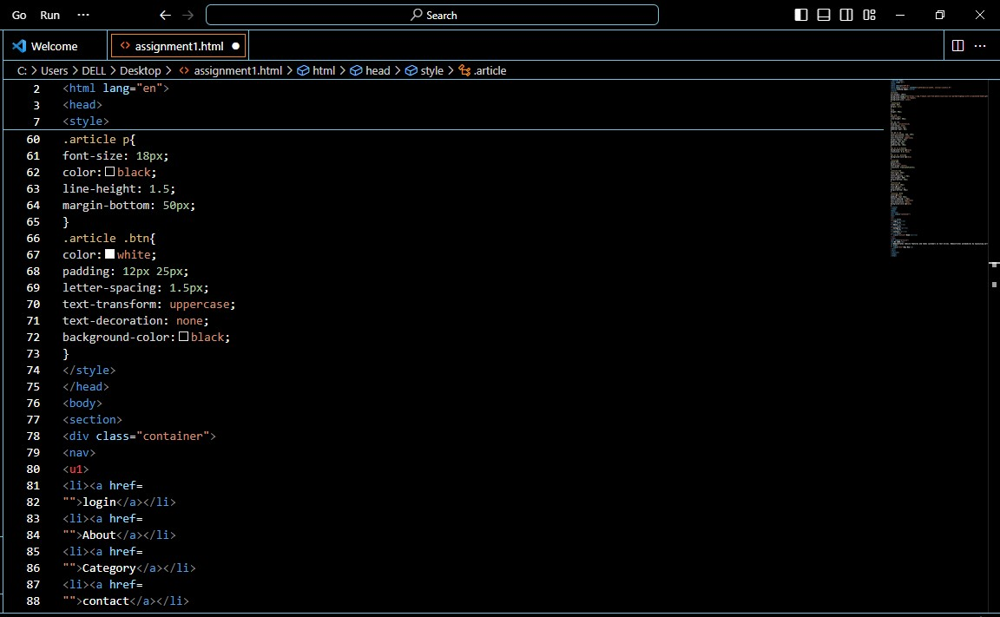 Go Run ··· ← → Search
Welcome <> assignment1.html ●
C: > Users > DELL > Desktop > <> assignment1.html > html > head > style > .article
2 <html lang="en">
3 <head>
7 <style>
60 .article p{
61 font-size: 18px;
62 color: black;
63 line-height: 1.5;
64 margin-bottom: 50px;
65 }
66 .article .btn{
67 color: white;
68 padding: 12px 25px;
69 letter-spacing: 1.5px;
70 text-transform: uppercase;
71 text-decoration: none;
72 background-color: black;
73 }
74 </style>
75 </head>
76 <body>
77 <section>
78 <div class="container">
79 <nav>
80 <u1>
81 <li><a href=
82 "">login</a></li>
83 <li><a href=
84 "">About</a></li>
85 <li><a href=
86 "">Category</a></li>
87 <li><a href=
88 "">contact</a></li>